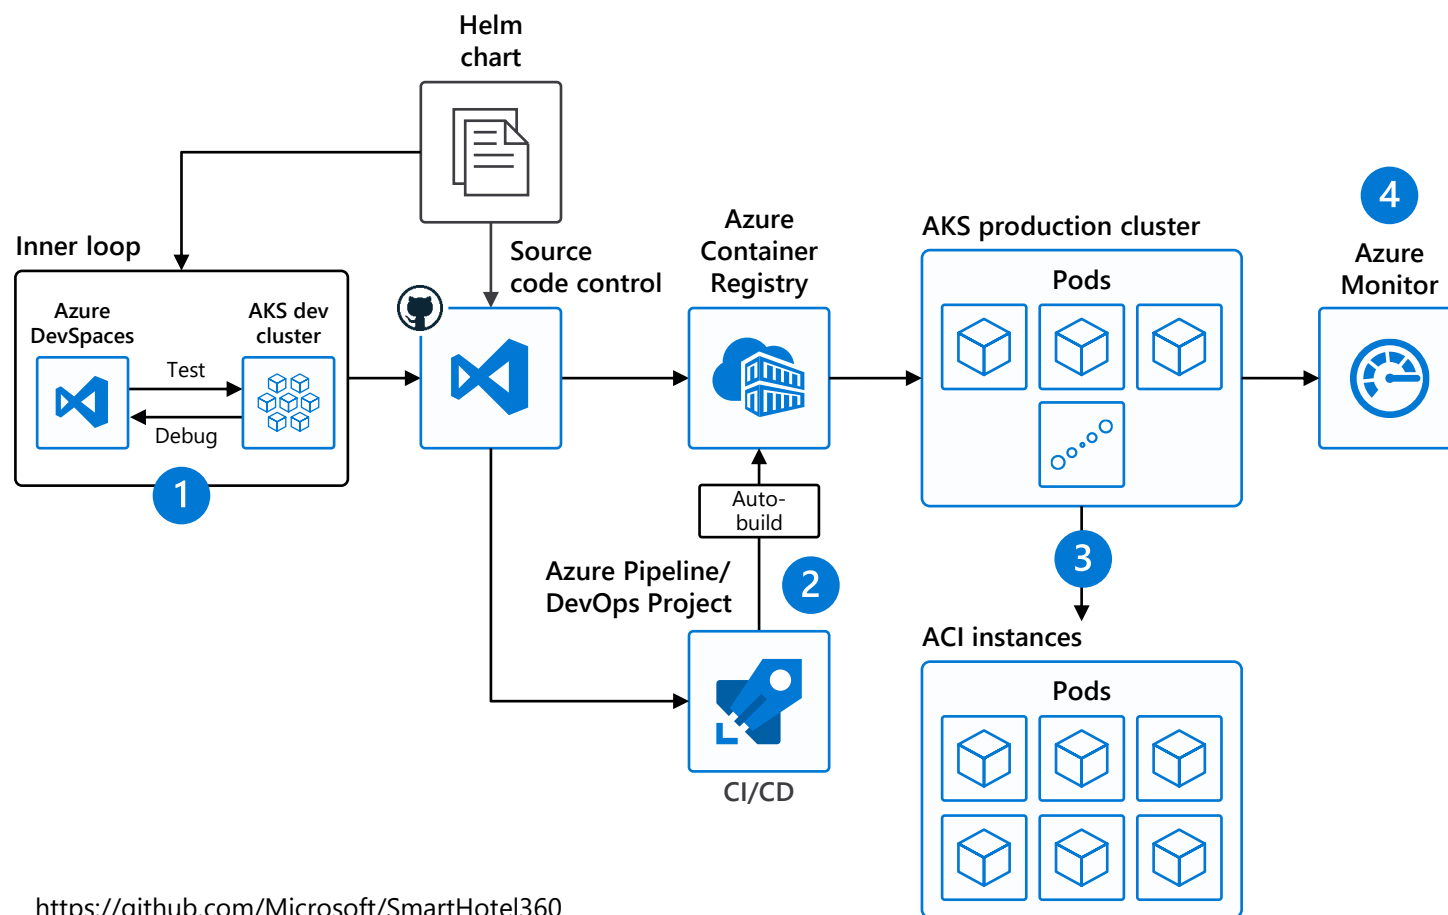 Helm
chart
Inner loop
Azure
DevSpaces
AKS dev
cluster
Test
Debug
1
Source
code control
Azure
Container
Registry
Auto-
build
Azure Pipeline/
DevOps Project
2
CI/CD
AKS production cluster
Pods
3
ACI instances
Pods
4
Azure
Monitor
https://github.com/Microsoft/SmartHotel360